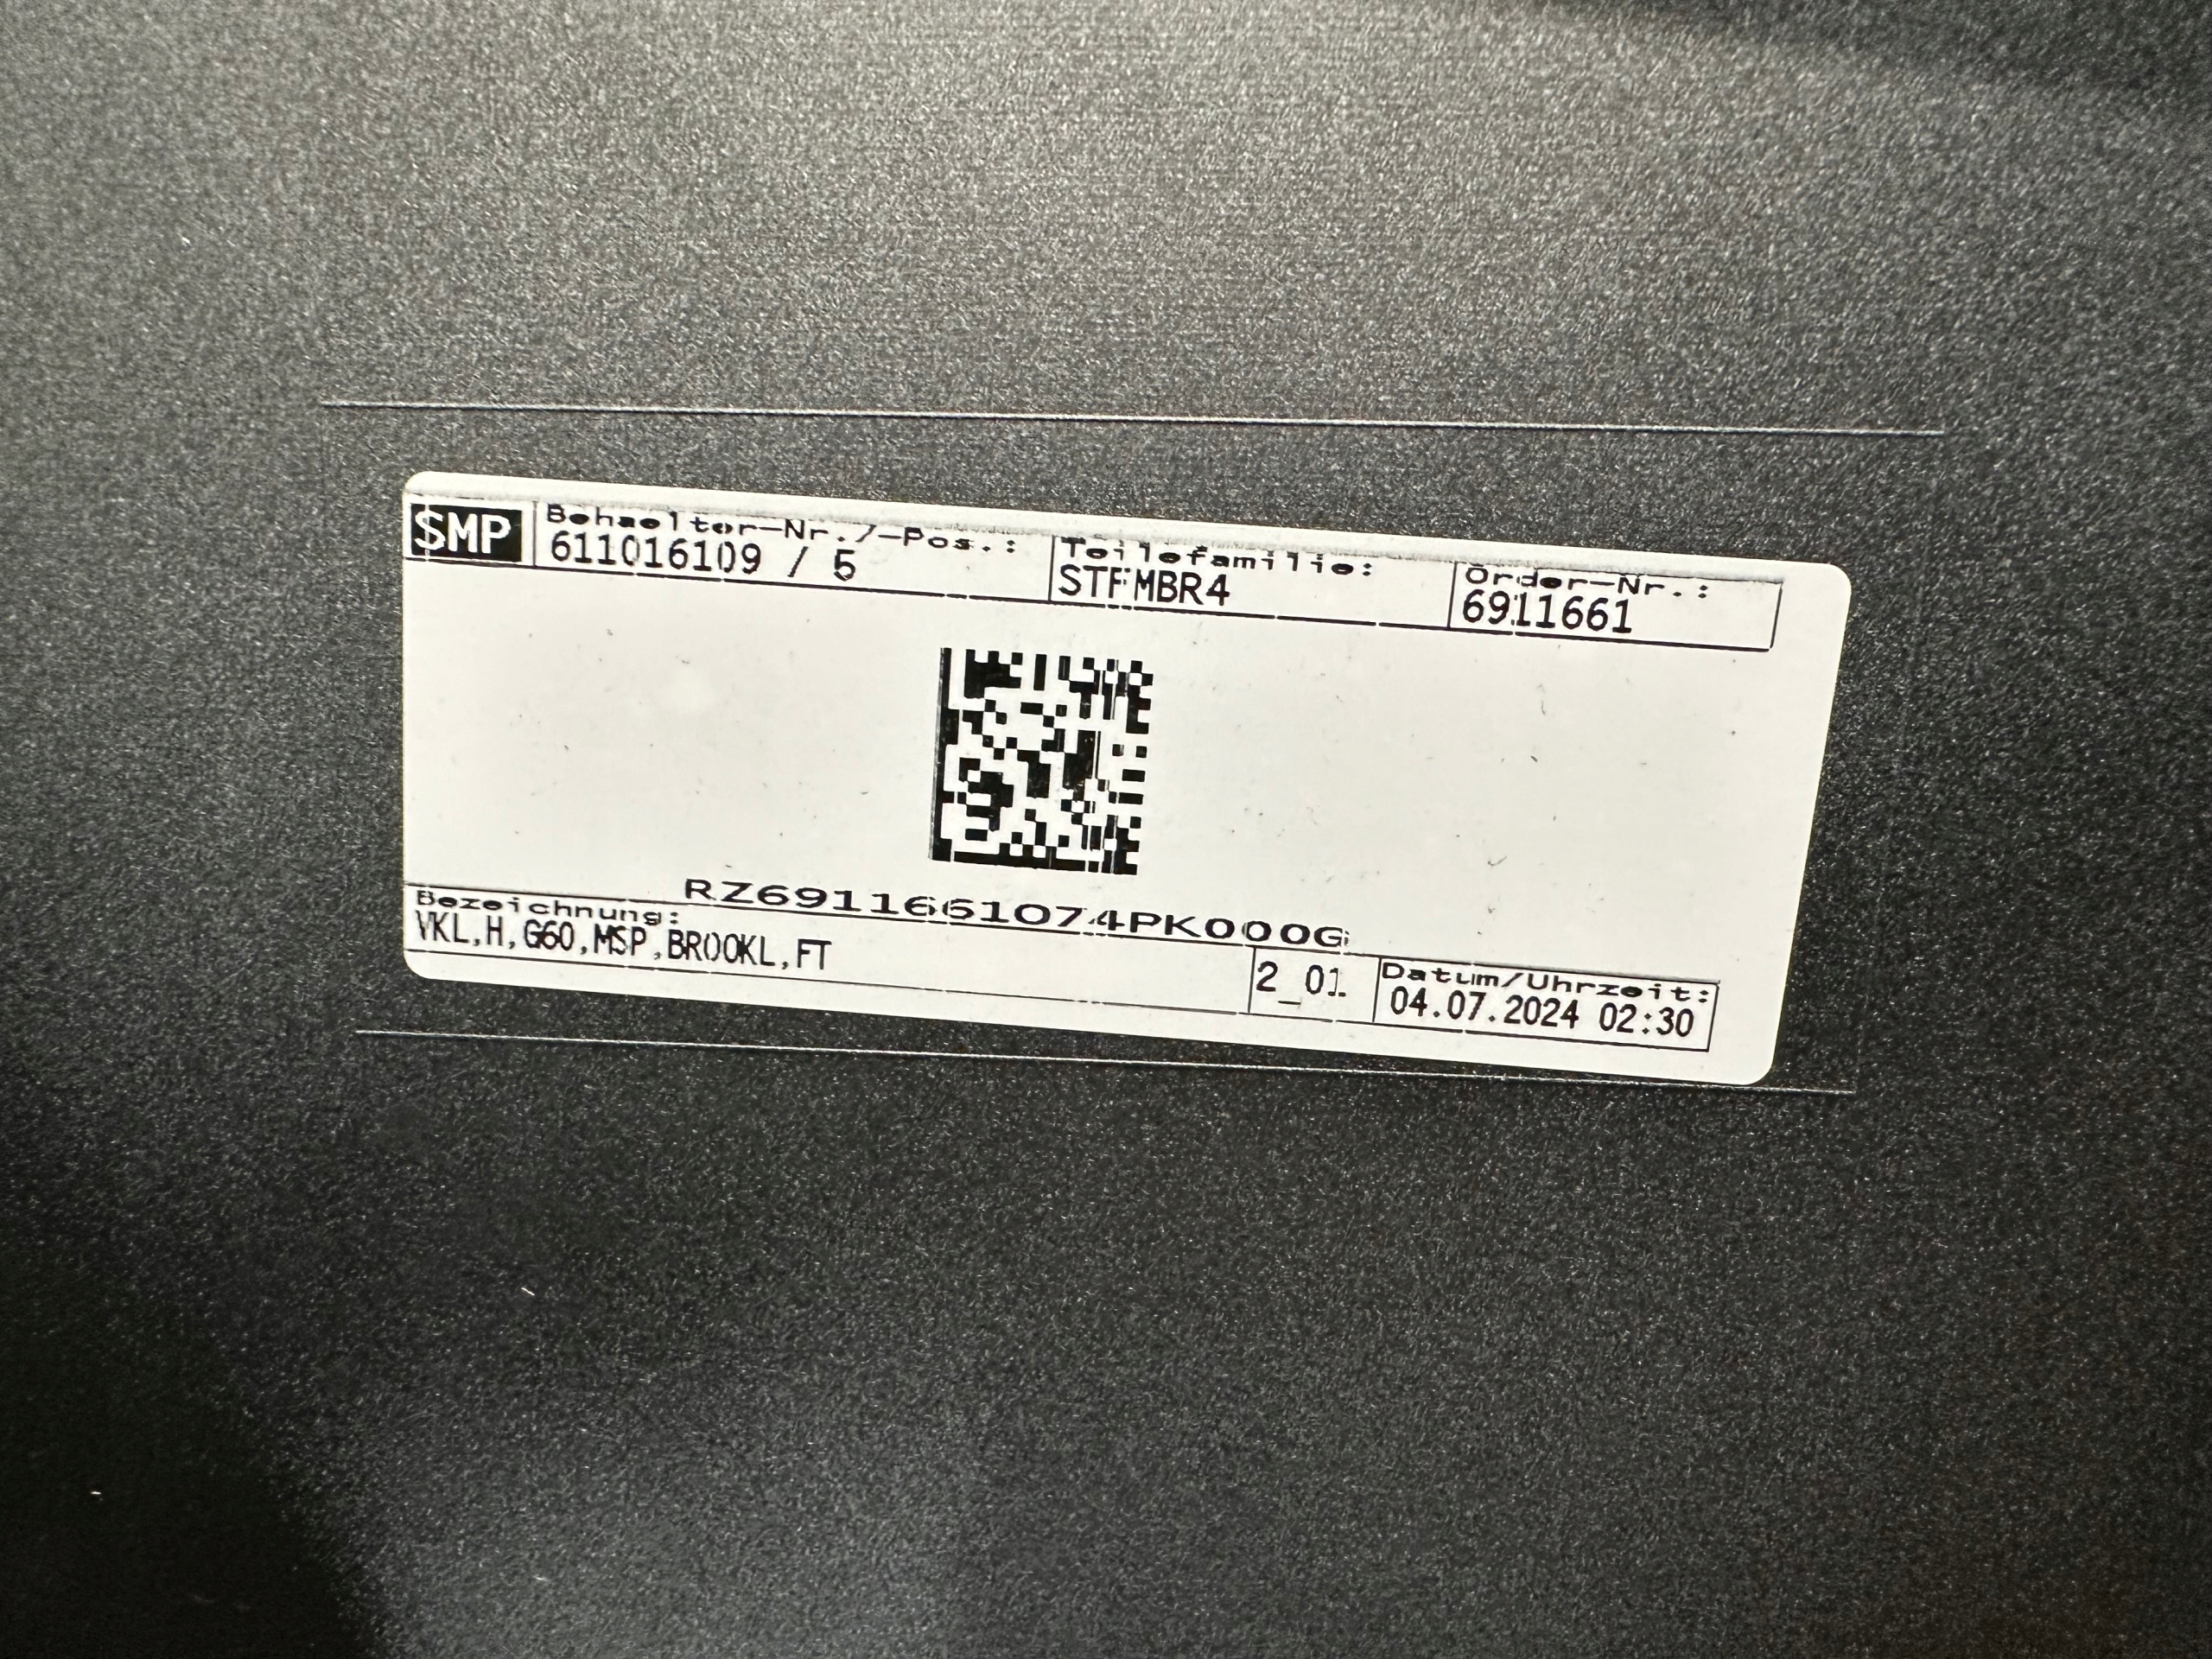 SMP
Behaelter-Nr./-Pos.:
611016109 / 5
Teilefamilie:
STFMBR4
Order-Nr.:
6911661
RZ6911661074PK000G
Bezeichnung:
VKL,H,G60,MSP,BROOKL,FT
2_01
Datum/Uhrzeit:
04.07.2024 02:30